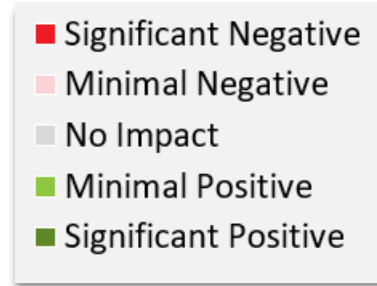 Significant Negative
Minimal Negative
No Impact
Minimal Positive
Significant Positive